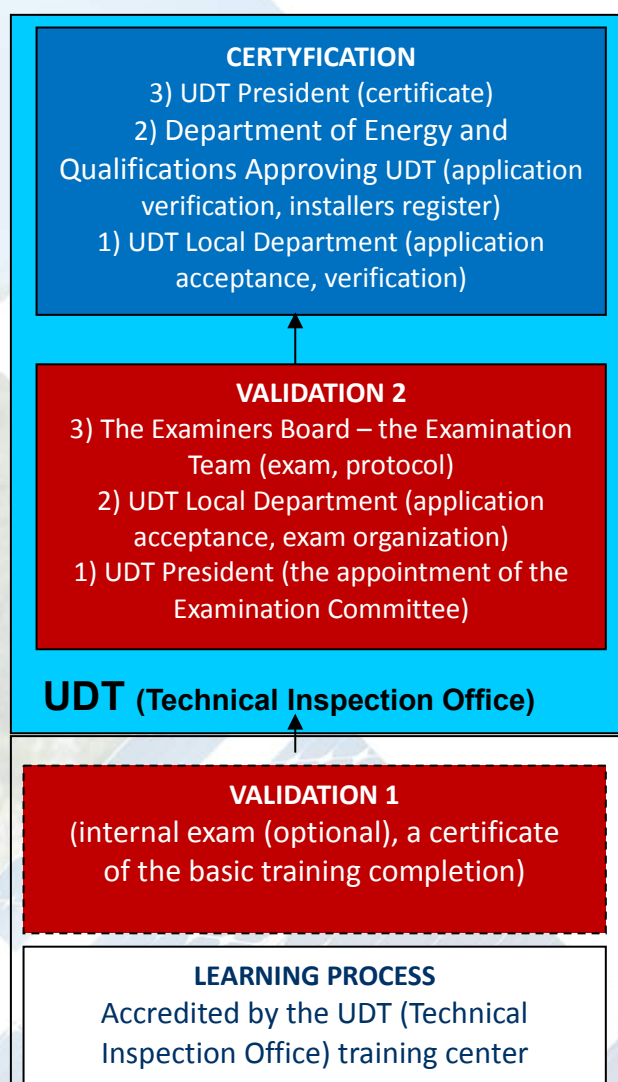 CERTYFICATION
3) UDT President (certificate)
2) Department of Energy and
Qualifications Approving UDT (application
verification, installers register)
1) UDT Local Department (application
acceptance, verification)
VALIDATION 2
3) The Examiners Board – the Examination
Team (exam, protocol)
2) UDT Local Department (application
acceptance, exam organization)
1) UDT President (the appointment of the
Examination Committee)
UDT (Technical Inspection Office)
VALIDATION 1
(internal exam (optional), a certificate
of the basic training completion)
LEARNING PROCESS
Accredited by the UDT (Technical
Inspection Office) training center